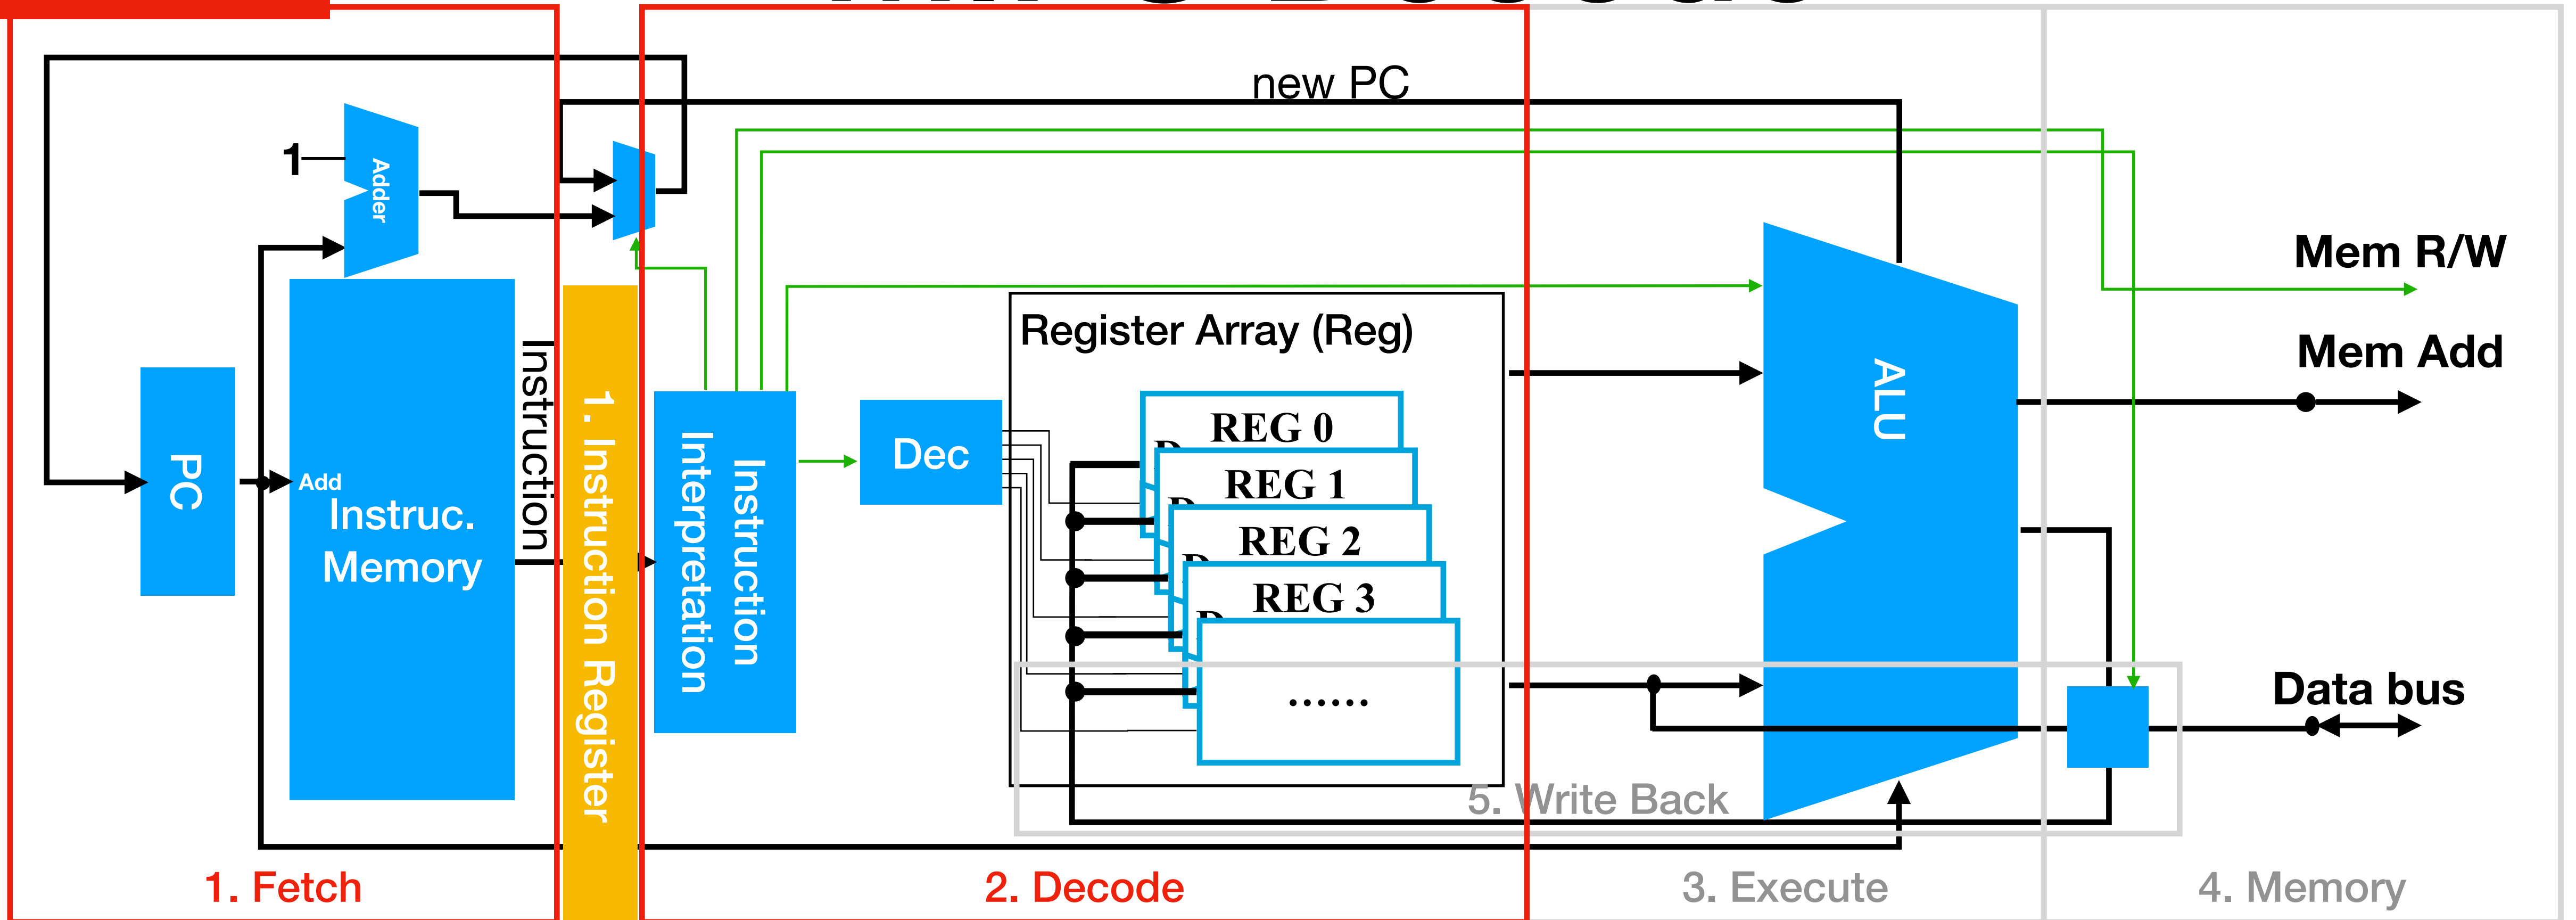 new PC
1
Adder
Mem R/W
Mem Add
Register Array (Reg)
Instruction
1. Instruction Register
Instruction
Interpretation
PC
Add
Instruc.
Memory
Dec
REG 0
REG 1
REG 2
REG 3
......
ALU
Data bus
5. Write Back
1. Fetch
2. Decode
3. Execute
4. Memory